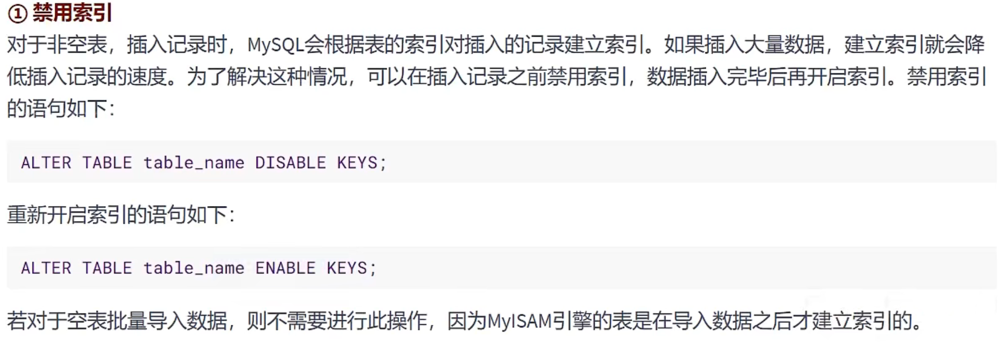 ① 禁用索引
对于非空表，插入记录时，MySQL会根据表的索引对插入的记录建立索引。如果插入大量数据，建立索引就会降
低插入记录的速度。为了解决这种情况，可以在插入记录之前禁用索引，数据插入完毕后再开启索引。禁用索引
的语句如下：
ALTER TABLE table_name DISABLE KEYS;
重新开启索引的语句如下：
ALTER TABLE table_name ENABLE KEYS;
若对于空表批量导入数据，则不需要进行此操作，因为MyISAM引擎的表是在导入数据之后才建立索引的。